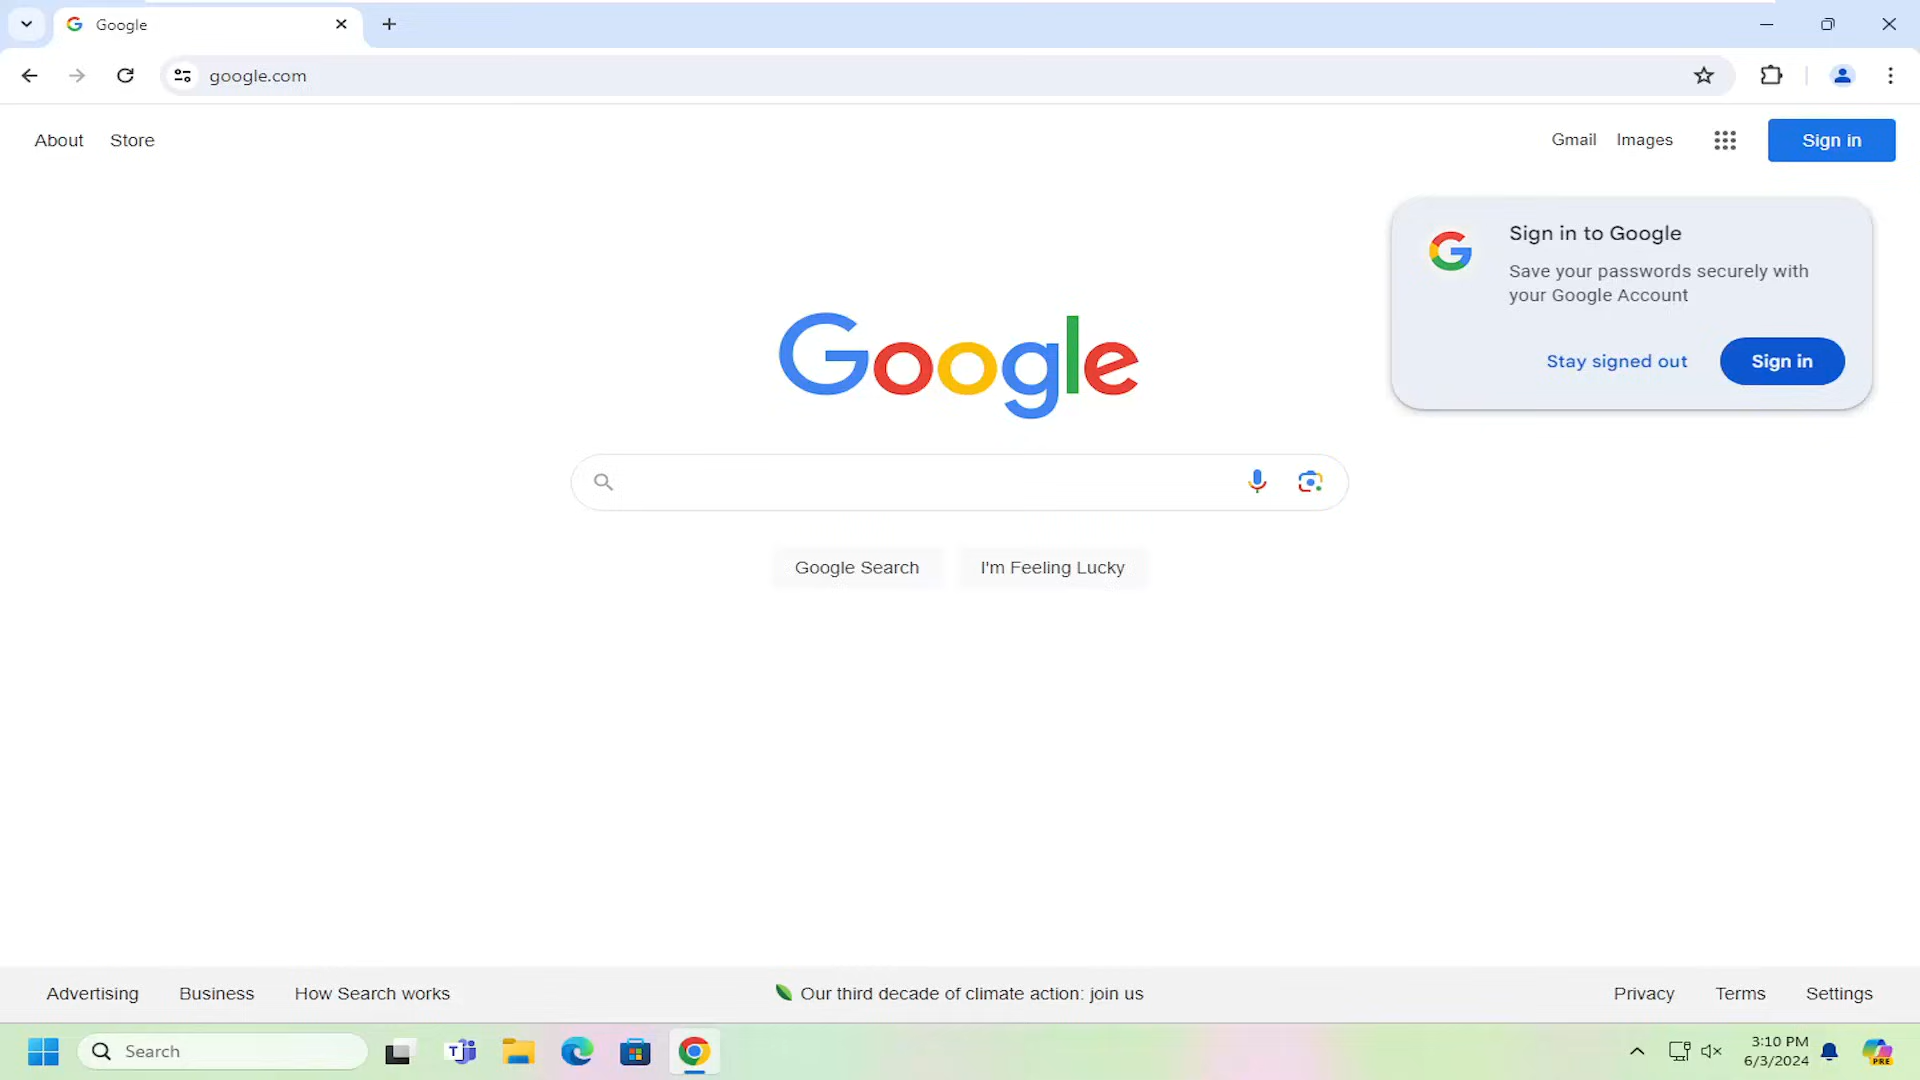 Google
google.com
About
Store
Gmail
Images
Sign in
Sign in to Google
Save your passwords securely with
your Google Account
Stay signed out
Sign in
Google
Google Search
I'm Feeling Lucky
Advertising
Business
How Search works
Our third decade of climate action: join us
Privacy
Terms
Settings
Search
3:10 PM
6/3/2024
PRE